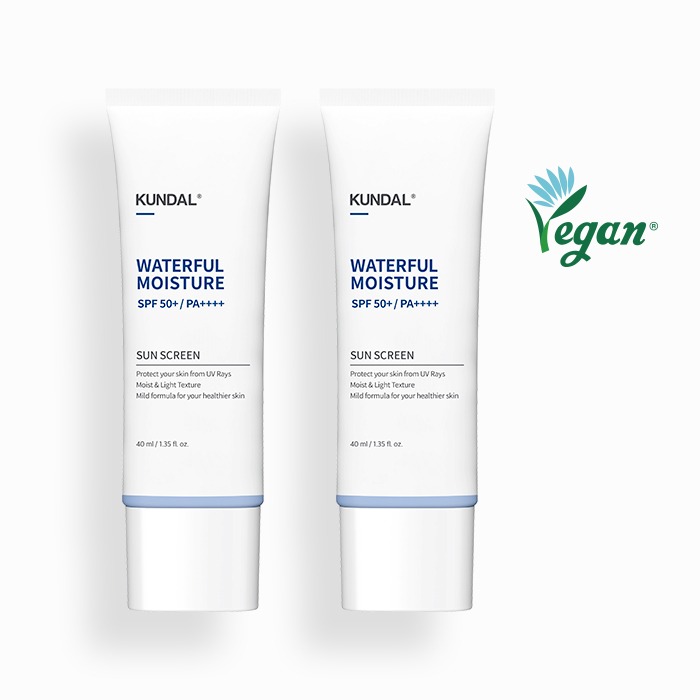 KUNDAL®
WATERFUL
MOISTURE
SPF 50+ / PA++++
SUN SCREEN
Protect your skin from UV Rays
Moist & Light Texture
Mild formula for your healthier skin
40 ml / 1.35 fl. oz.
KUNDAL®
WATERFUL
MOISTURE
SPF 50+ / PA++++
SUN SCREEN
Protect your skin from UV Rays
Moist & Light Texture
Mild formula for your healthier skin
40 ml / 1.35 fl. oz.
Vegan®